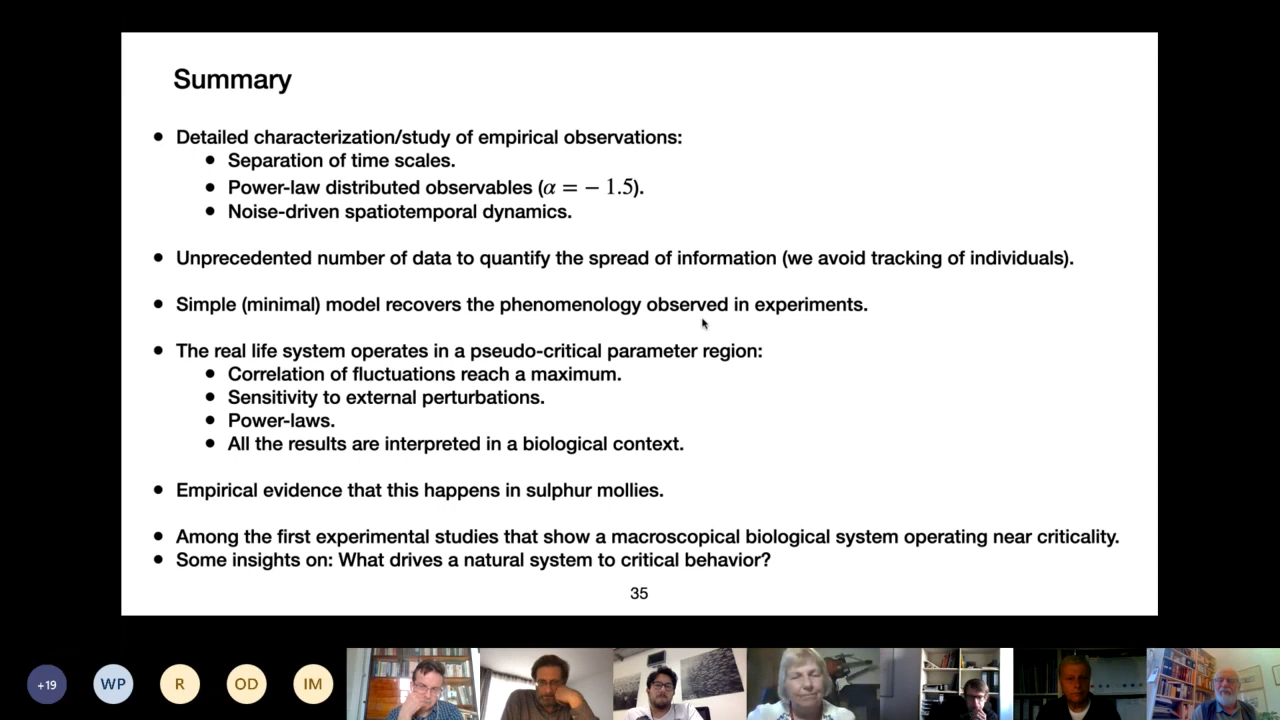 Summary
• Detailed characterization/study of empirical observations:
• Separation of time scales.
• Power-law distributed observables (α = − 1.5).
• Noise-driven spatiotemporal dynamics.
• Unprecedented number of data to quantify the spread of information (we avoid tracking of individuals).
• Simple (minimal) model recovers the phenomenology observed in experiments.
• The real life system operates in a pseudo-critical parameter region:
• Correlation of fluctuations reach a maximum.
• Sensitivity to external perturbations.
• Power-laws.
• All the results are interpreted in a biological context.
• Empirical evidence that this happens in sulphur mollies.
• Among the first experimental studies that show a macroscopical biological system operating near criticality.
• Some insights on: What drives a natural system to critical behavior?
35
+19 WP R OD IM